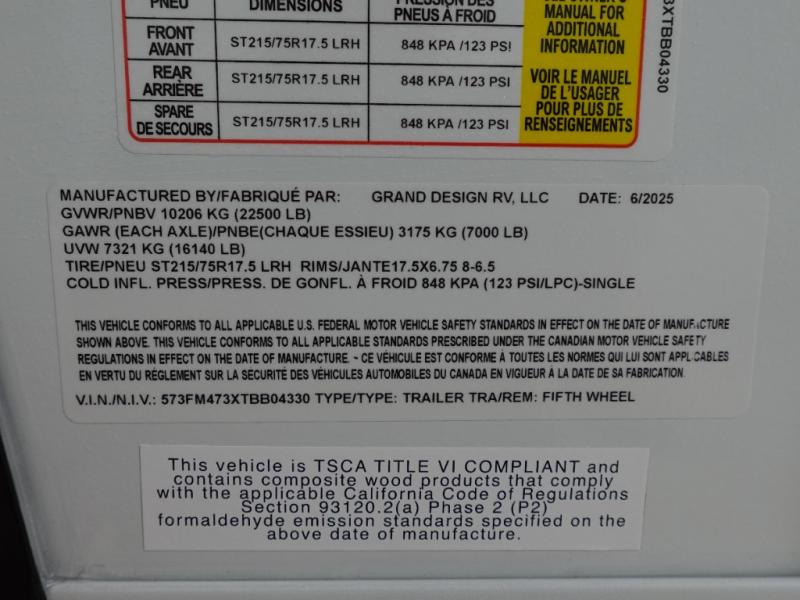 PNEU DIMENSIONS PRESSION DES
PNEUS À FROID
SEE OWNER'S
MANUAL FOR
ADDITIONAL
INFORMATION
FRONT
AVANT
ST215/75R17.5 LRH 848 KPA /123 PSI
REAR
ARRIÈRE
ST215/75R17.5 LRH 848 KPA /123 PSI
VOIR LE MANUEL
DE L'USAGER
POUR PLUS DE
RENSEIGNEMENTS
SPARE
DE SECOURS
ST215/75R17.5 LRH 848 KPA /123 PSI
3XTBB04330
MANUFACTURED BY/FABRIQUÉ PAR: GRAND DESIGN RV, LLC DATE: 6/2025
GVWR/PNBV 10206 KG (22500 LB)
GAWR (EACH AXLE)/PNBE(CHAQUE ESSIEU) 3175 KG (7000 LB)
UVW 7321 KG (16140 LB)
TIRE/PNEU ST215/75R17.5 LRH RIMS/JANTE17.5X6.75 8-6.5
COLD INFL. PRESS/PRESS. DE GONFL. À FROID 848 KPA (123 PSI/LPC)-SINGLE
THIS VEHICLE CONFORMS TO ALL APPLICABLE U.S. FEDERAL MOTOR VEHICLE SAFETY STANDARDS IN EFFECT ON THE DATE OF MANUFACTURE
SHOWN ABOVE. THIS VEHICLE CONFORMS TO ALL APPLICABLE STANDARDS PRESCRIBED UNDER THE CANADIAN MOTOR VEHICLE SAFETY
REGULATIONS IN EFFECT ON THE DATE OF MANUFACTURE. - CE VÉHICULE EST CONFORME À TOUTES LES NORMES QUI LUI SONT APPLICABLES
EN VERTU DU RÈGLEMENT SUR LA SÉCURITÉ DES VÉHICULES AUTOMOBILES DU CANADA EN VIGUEUR À LA DATE DE SA FABRICATION.
V.I.N./N.I.V.: 573FM473XTBB04330 TYPE/TYPE: TRAILER TRA/REM: FIFTH WHEEL
This vehicle is TSCA TITLE VI COMPLIANT and
contains composite wood products that comply
with the applicable California Code of Regulations
Section 93120.2(a) Phase 2 (P2)
formaldehyde emission standards specified on the
above date of manufacture.